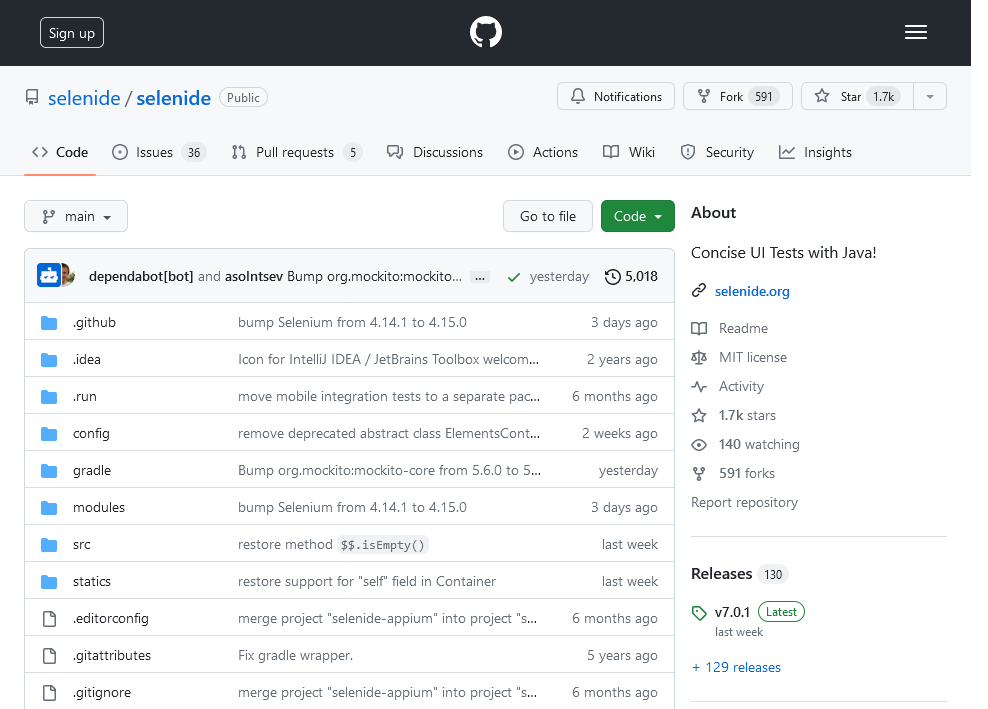 Sign up
selenide / selenide Public
Notifications Fork 591 Star 1.7k
Code Issues 36 Pull requests 5 Discussions Actions Wiki Security Insights
main Go to file Code
dependabot[bot] and asolntsev Bump org.mockito:mockito... ... yesterday 5,018
.github bump Selenium from 4.14.1 to 4.15.0 3 days ago
.idea Icon for IntelliJ IDEA / JetBrains Toolbox welcom... 2 years ago
.run move mobile integration tests to a separate pac... 6 months ago
config remove deprecated abstract class ElementsCont... 2 weeks ago
gradle Bump org.mockito:mockito-core from 5.6.0 to 5... yesterday
modules bump Selenium from 4.14.1 to 4.15.0 3 days ago
src restore method $$.isEmpty() last week
statics restore support for "self" field in Container last week
.editorconfig merge project "selenide-appium" into project "s... 6 months ago
.gitattributes Fix gradle wrapper. 5 years ago
.gitignore merge project "selenide-appium" into project "s... 6 months ago
About
Concise UI Tests with Java!
selenide.org
Readme
MIT license
Activity
1.7k stars
140 watching
591 forks
Report repository
Releases 130
v7.0.1 Latest
last week
+ 129 releases